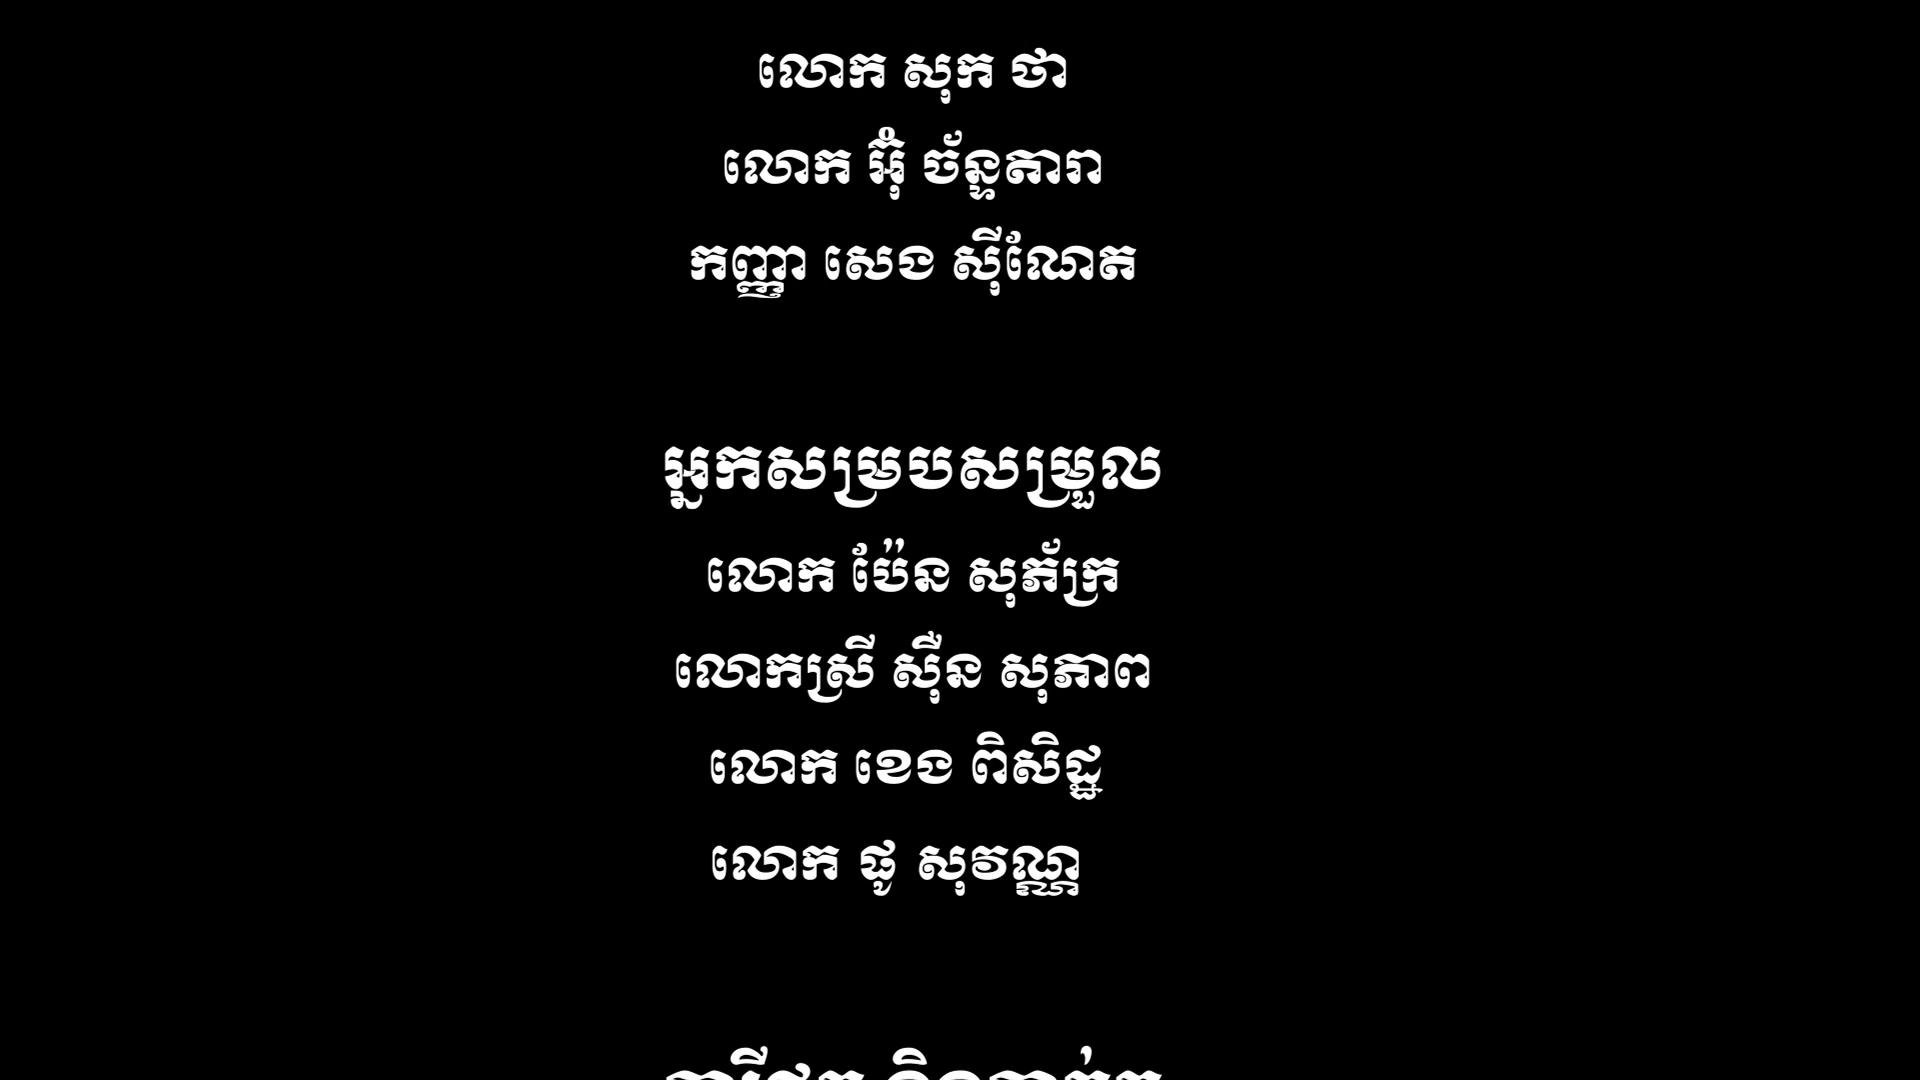 លោក សុក ថា
លោក អ៊ុំ ច័ន្ទតារា
កញ្ញា សេង ស៊ីណែត
អ្នកសម្របសម្រួល
លោក ប៉ែន សុភ័ក្រ
លោកស្រី ស៊ឺន សុភាព
លោក ខេង ពិសិដ្ឋ
លោក ផូ សុវណ្ណ